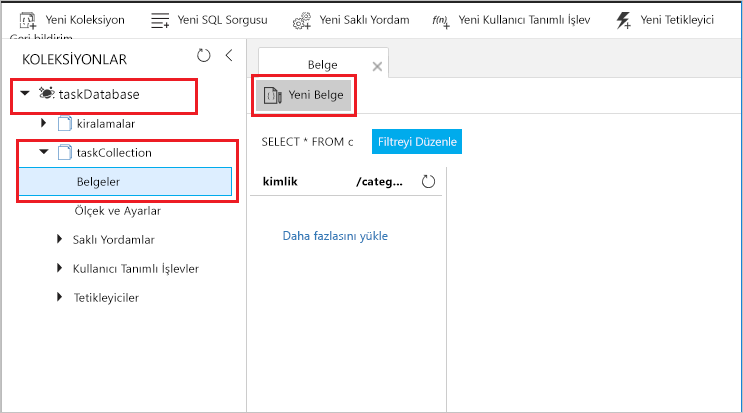 Yeni Koleksiyon Yeni SQL Sorgusu Yeni Saklı Yordam f(n) Yeni Kullanıcı Tanımlı İşlev Yeni Tetikleyici
Geri bildirim
KOLEKSİYONLAR
taskDatabase
kiralamalar
taskCollection
Belgeler
Ölçek ve Ayarlar
Saklı Yordamlar
Kullanıcı Tanımlı İşlevler
Tetikleyiciler
Belge
Yeni Belge
SELECT * FROM c Filtreyi Düzenle
kimlik /categ...
Daha fazlasını yükle